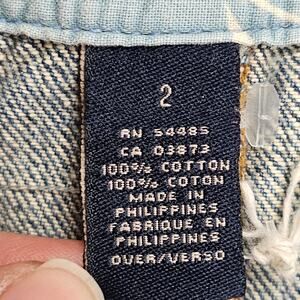 2
RN 54485
CA 03873
100% COTTON
100% COTON
MADE IN
PHILIPPINES
FABRIQUE EN
PHILIPPINES
OVER/VERSO